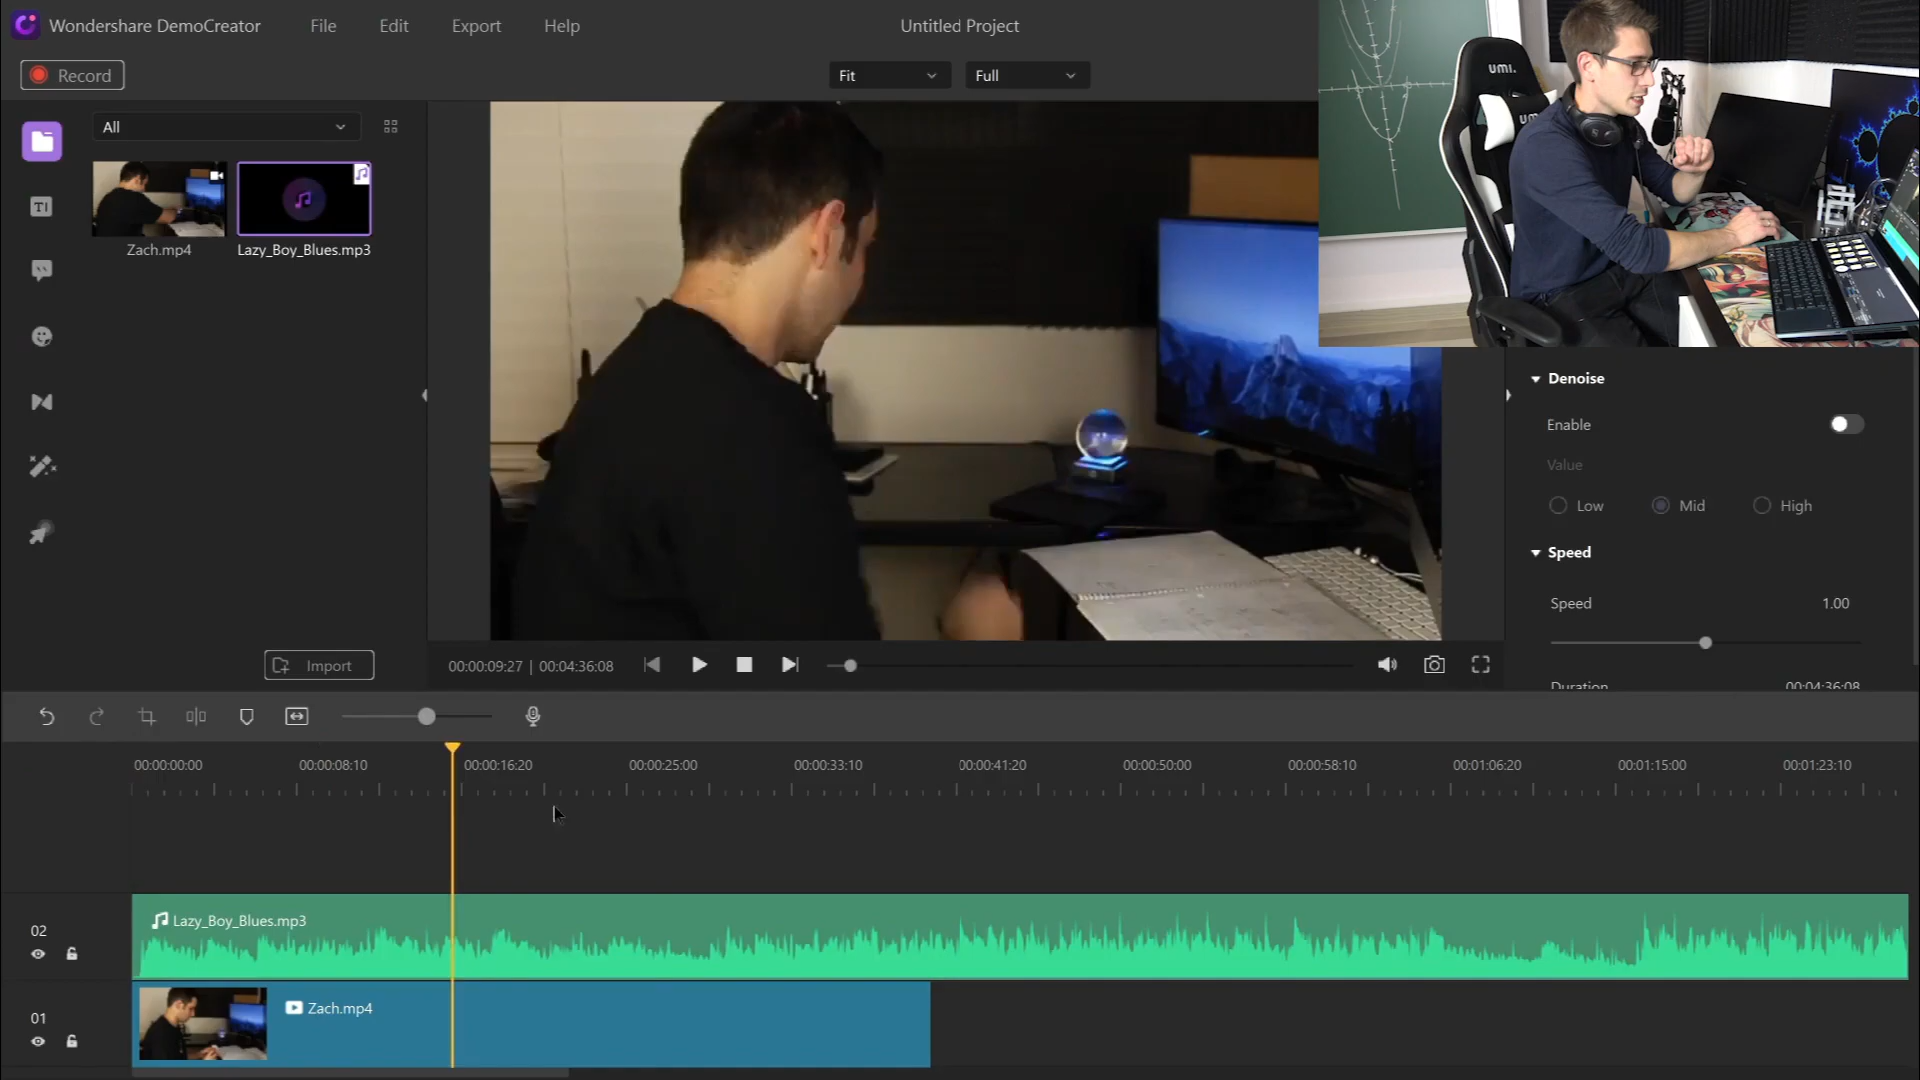 Wondershare DemoCreator File Edit Export Help Untitled Project
Record Fit Full
UMI.
All
Zach.mp4 Lazy_Boy_Blues.mp3
TI
Denoise
Enable
Value
Low Mid High
Speed
Speed 1.00
Import 00:00:09:27 | 00:04:36:08
Duration 00:04:36:08
00:00:00:00 00:00:08:10 00:00:16:20 00:00:25:00 00:00:33:10 00:00:41:20 00:00:50:00 00:00:58:10 00:01:06:20 00:01:15:00 00:01:23:10
02 Lazy_Boy_Blues.mp3
01 Zach.mp4